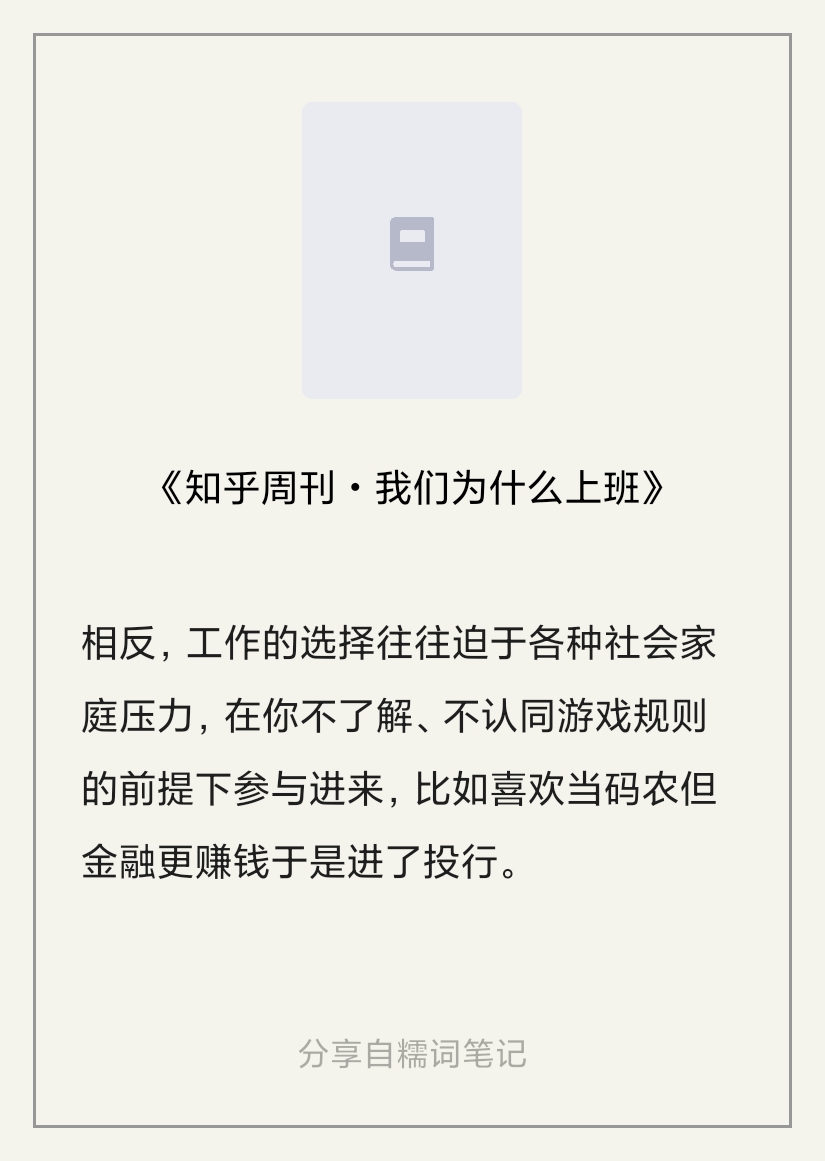 《知乎周刊・我们为什么上班》
相反，工作的选择往往迫于各种社会家
庭压力，在你不了解、不认同游戏规则
的前提下参与进来，比如喜欢当码农但
金融更赚钱于是进了投行。
分享自糯词笔记